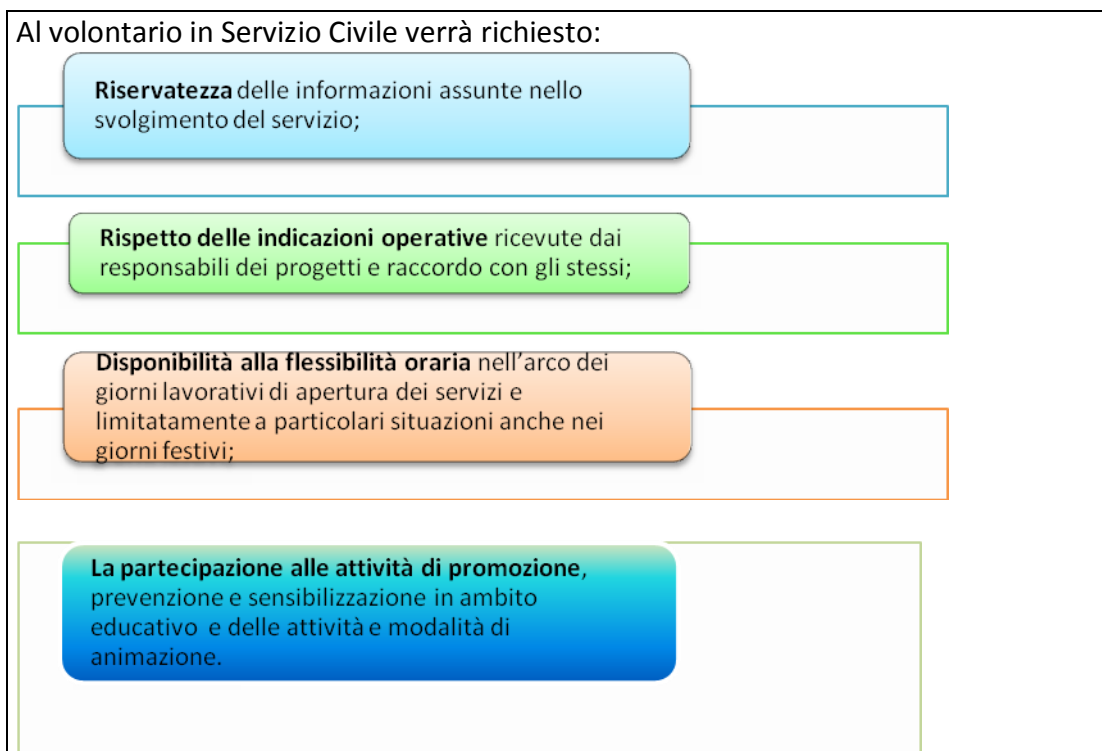 Al volontario in Servizio Civile verrà richiesto:
Riservatezza delle informazioni assunte nello
svolgimento del servizio;
Rispetto delle indicazioni operative ricevute dai
responsabili dei progetti e raccordo con gli stessi;
Disponibilità alla flessibilità oraria nell'arco dei
giorni lavorativi di apertura dei servizi e
limitatamente a particolari situazioni anche nei
giorni festivi;
La partecipazione alle attività di promozione,
prevenzione e sensibilizzazione in ambito
educativo e delle attività e modalità di
animazione.